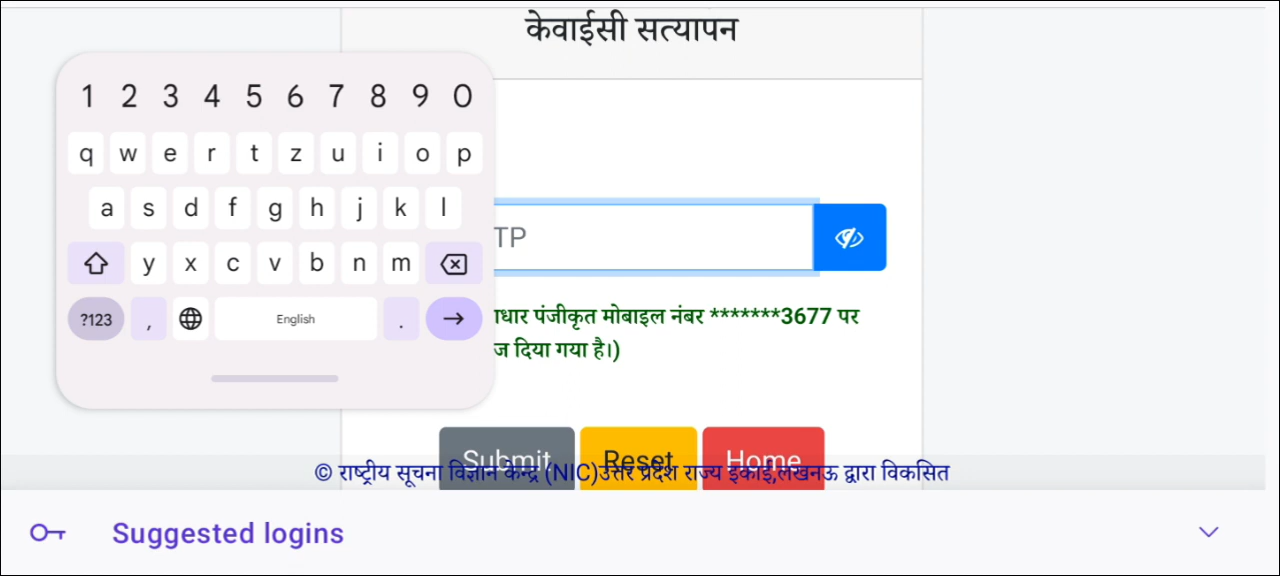 केवाईसी सत्यापन
1 2 3 4 5 6 7 8 9 0
q w e r t z u i o p
a s d f g h j k l
y x c v b n m
?123 , English .
TP
पंजीकृत मोबाइल नंबर *******3677 पर
दिया गया है।)
Submit Reset Home
© राष्ट्रीय सूचना विज्ञान केन्द्र (NIC)उत्तर प्रदेश राज्य इकाई,लखनऊ द्वारा विकसित
Suggested logins